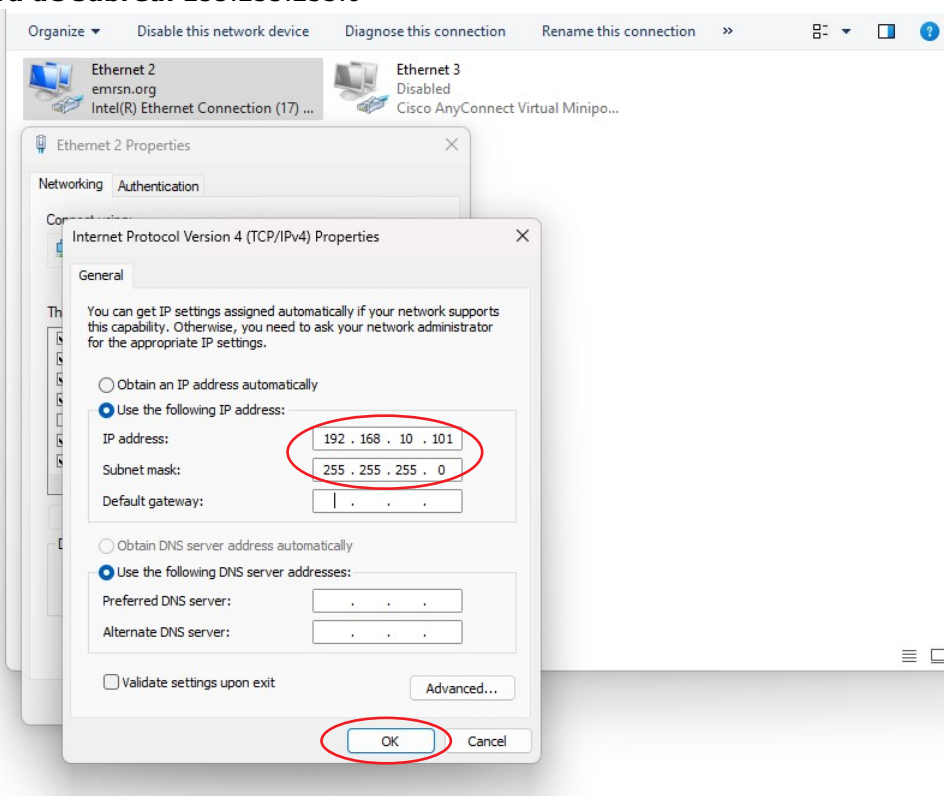 Organize Disable this network device Diagnose this connection Rename this connection »
Ethernet 2
emrsn.org
Intel(R) Ethernet Connection (17) ...
Ethernet 3
Disabled
Cisco AnyConnect Virtual Minipo...
Ethernet 2 Properties
Networking Authentication
Internet Protocol Version 4 (TCP/IPv4) Properties
General
You can get IP settings assigned automatically if your network supports
this capability. Otherwise, you need to ask your network administrator
for the appropriate IP settings.
Obtain an IP address automatically
Use the following IP address:
IP address: 192 . 168 . 10 . 101
Subnet mask: 255 . 255 . 255 . 0
Default gateway: . . .
Obtain DNS server address automatically
Use the following DNS server addresses:
Preferred DNS server: . . .
Alternate DNS server: . . .
Validate settings upon exit
Advanced...
OK Cancel